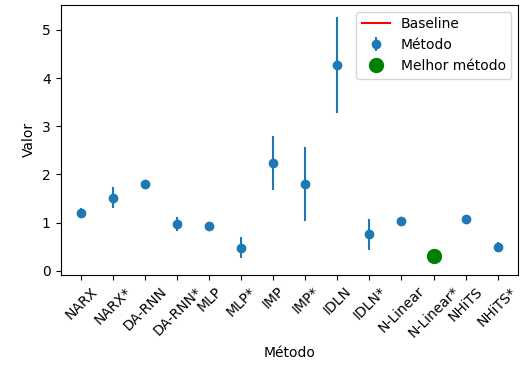 Baseline
Método
Melhor método
Valor
5
4
3
2
1
0
NARX
NARX*
DA-RNN
DA-RNN*
MLP
MLP*
IMP
IMP*
IDLN
IDLN*
N-Linear
N-Linear*
NHiTS
NHiTS*
Método